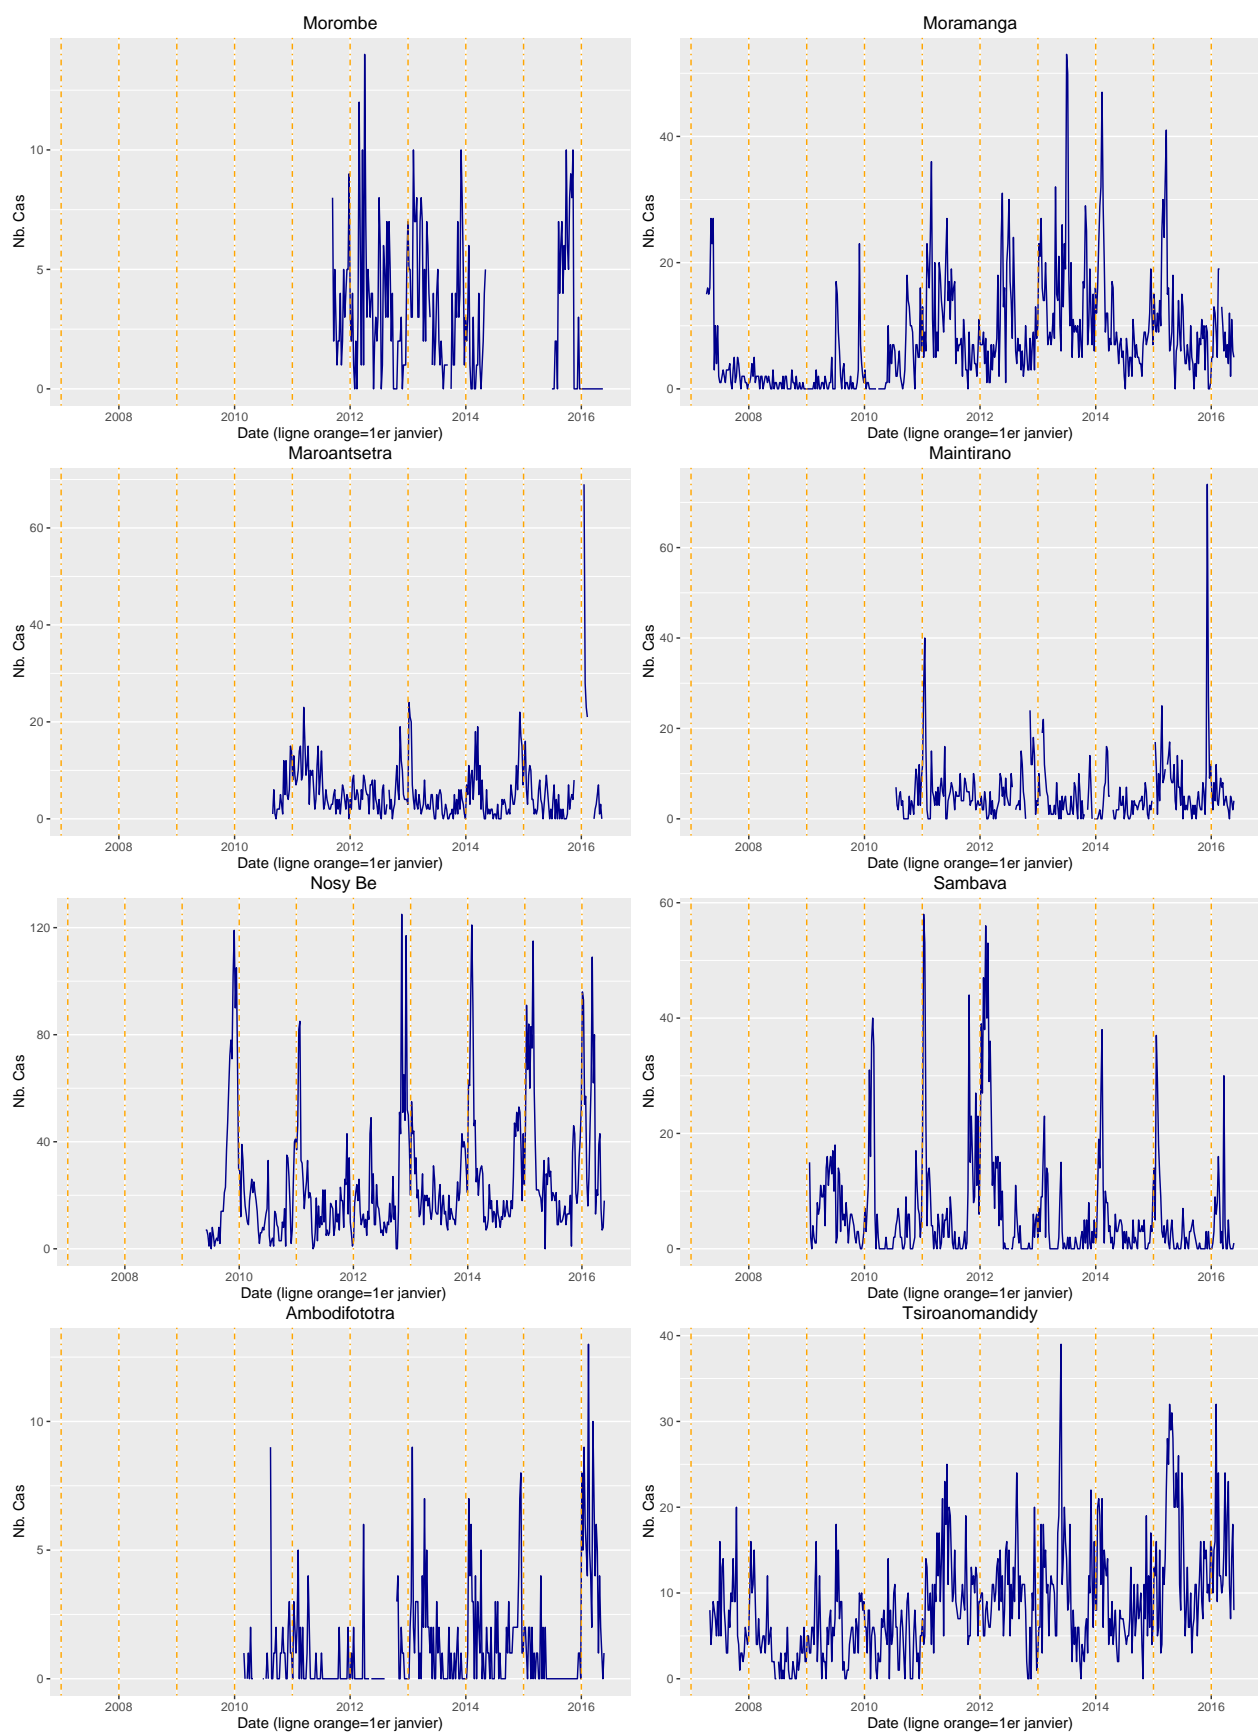 Morombe
Nb. Cas
10
5
0
2008 2010 2012 2014 2016
Date (ligne orange=1er janvier)
Moramanga
Nb. Cas
40
20
0
2008 2010 2012 2014 2016
Date (ligne orange=1er janvier)
Maroantsetra
Nb. Cas
60
40
20
0
2008 2010 2012 2014 2016
Date (ligne orange=1er janvier)
Maintirano
Nb. Cas
60
40
20
0
2008 2010 2012 2014 2016
Date (ligne orange=1er janvier)
Nosy Be
Nb. Cas
120
80
40
0
2008 2010 2012 2014 2016
Date (ligne orange=1er janvier)
Sambava
Nb. Cas
60
40
20
0
2008 2010 2012 2014 2016
Date (ligne orange=1er janvier)
Ambodifototra
Nb. Cas
10
5
0
2008 2010 2012 2014 2016
Date (ligne orange=1er janvier)
Tsiroanomandidy
Nb. Cas
40
30
20
10
0
2008 2010 2012 2014 2016
Date (ligne orange=1er janvier)